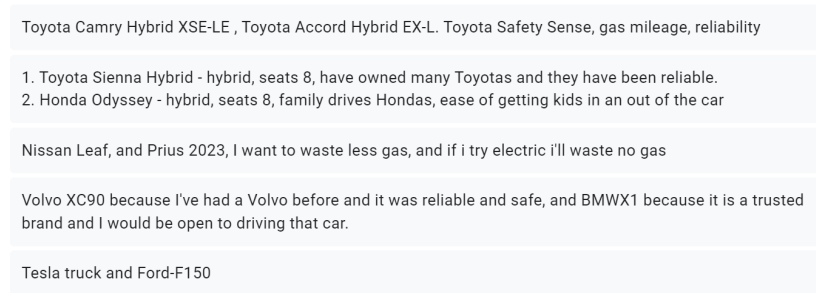 Toyota Camry Hybrid XSE-LE , Toyota Accord Hybrid EX-L. Toyota Safety Sense, gas mileage, reliability
1. Toyota Sienna Hybrid - hybrid, seats 8, have owned many Toyotas and they have been reliable.
2. Honda Odyssey - hybrid, seats 8, family drives Hondas, ease of getting kids in an out of the car
Nissan Leaf, and Prius 2023, I want to waste less gas, and if i try electric i'll waste no gas
Volvo XC90 because I've had a Volvo before and it was reliable and safe, and BMWX1 because it is a trusted
brand and I would be open to driving that car.
Tesla truck and Ford-F150